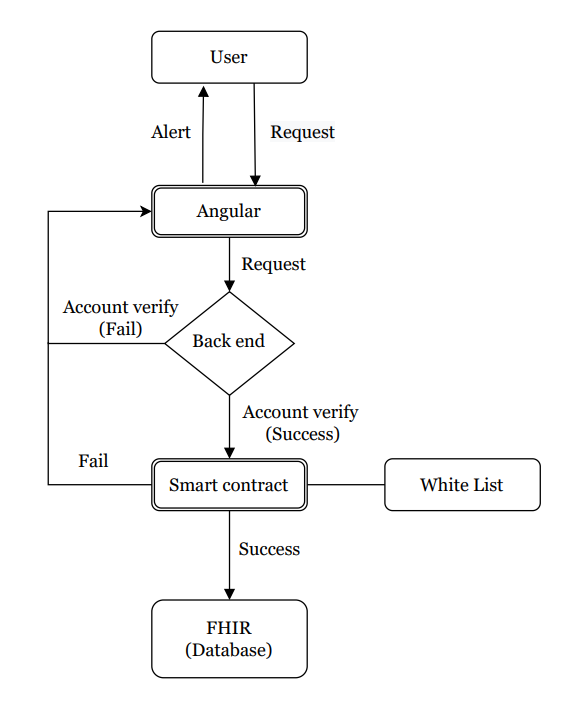 User
Alert
Request
Angular
Request
Account verify
(Fail)
Back end
Account verify
(Success)
Fail
Smart contract
White List
Success
FHIR
(Database)